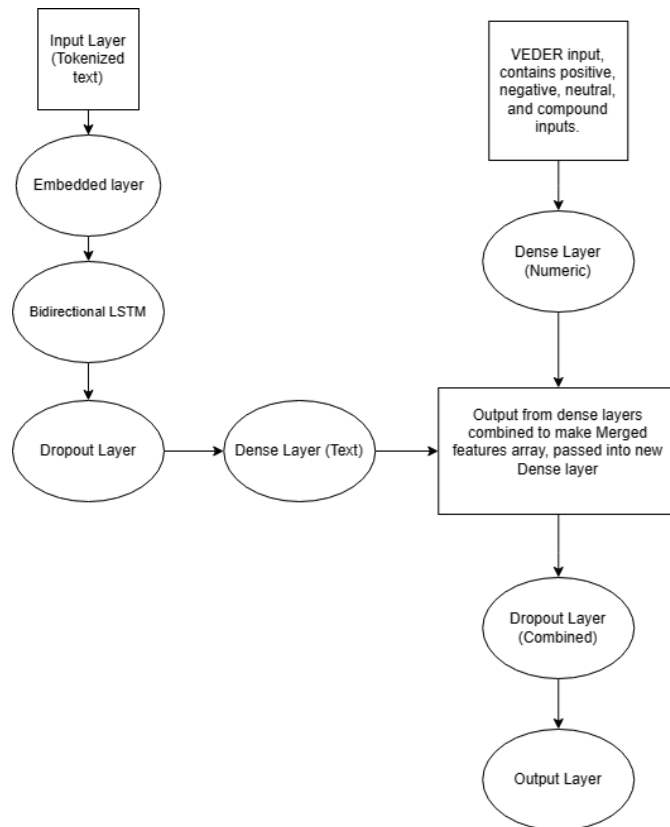 Input Layer
(Tokenized
text)
Embedded layer
Bidirectional LSTM
Dropout Layer
Dense Layer (Text)
VEDER input,
contains positive,
negative, neutral,
and compound
inputs.
Dense Layer
(Numeric)
Output from dense layers
combined to make Merged
features array, passed into new
Dense layer
Dropout Layer
(Combined)
Output Layer